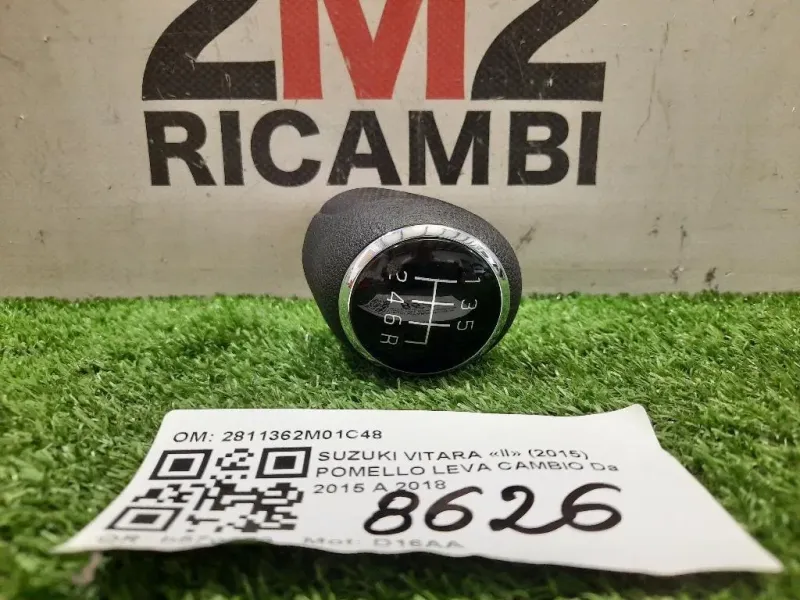 2M2
RICAMBI
1 3 5
2 4 6 R
OM: 2811362M01C48
SUZUKI VITARA «II» (2015)
POMELLO LEVA CAMBIO Da
2015 A 2018
8626
Mot: D16AA